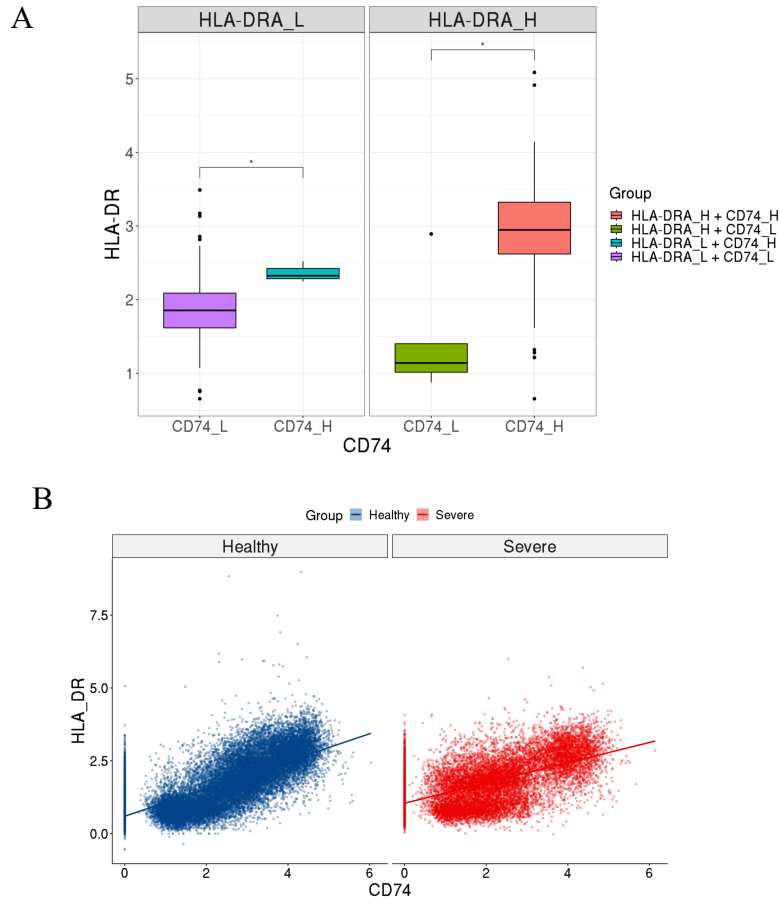 A
HLA-DRA_L
HLA-DRA_H
*
*
5
4
3
2
1
HLA-DR
CD74_L
CD74_H
CD74_L
CD74_H
CD74
Group
HLA-DRA_H + CD74_H
HLA-DRA_H + CD74_L
HLA-DRA_L + CD74_H
HLA-DRA_L + CD74_L
B
Group Healthy Severe
Healthy
Severe
7.5
5.0
2.5
0.0
HLA_DR
0 2 4 6
0 2 4 6
CD74